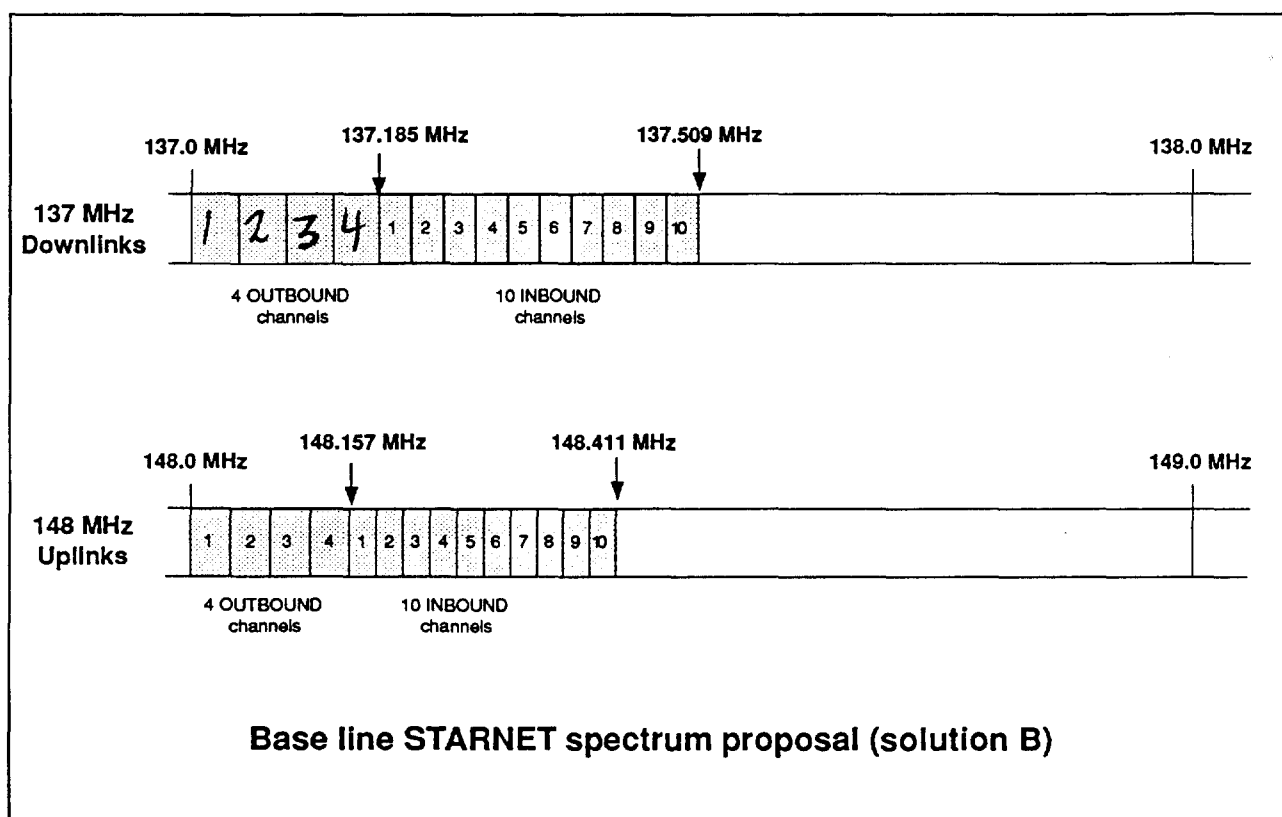 137.185 MHz 137.509 MHz
137.0 MHz 138.0 MHz
137 MHz
Downlinks
1 2 3 4 1 2 3 4 5 6 7 8 9 10
4 OUTBOUND
channels
10 INBOUND
channels
148.157 MHz 148.411 MHz
148.0 MHz 149.0 MHz
148 MHz
Uplinks
1 2 3 4 1 2 3 4 5 6 7 8 9 10
4 OUTBOUND
channels
10 INBOUND
channels
Base line STARNET spectrum proposal (solution B)